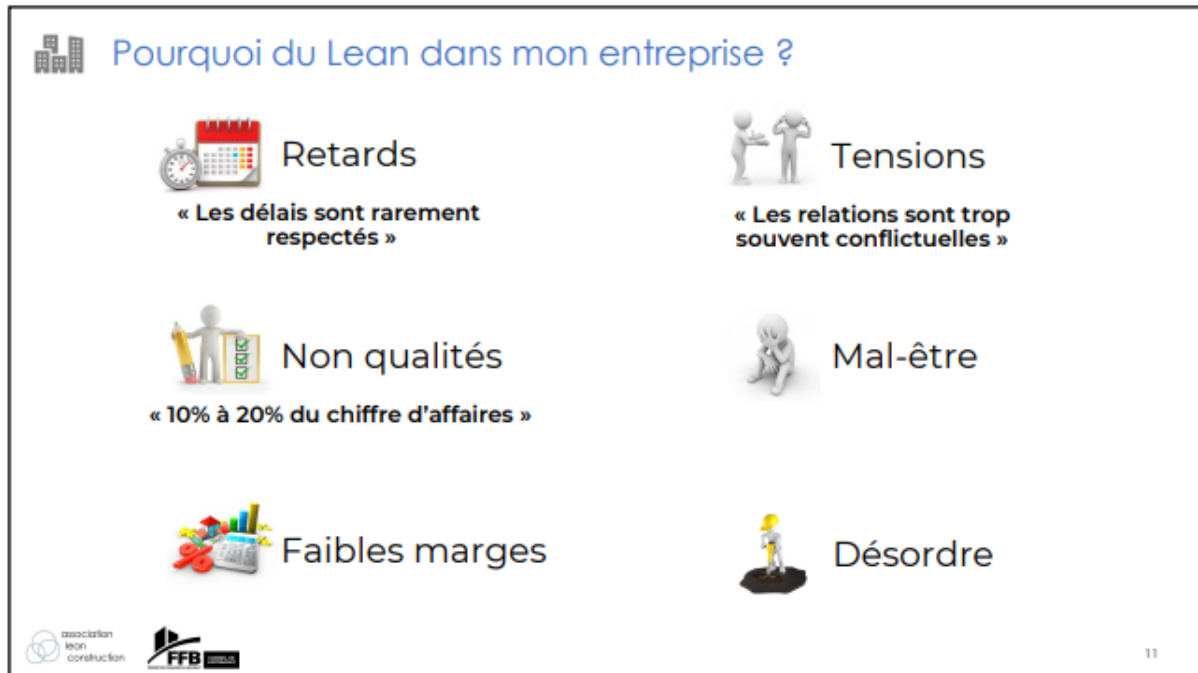 Pourquoi du Lean dans mon entreprise ?
Retards
« Les délais sont rarement
respectés »
Tensions
« Les relations sont trop
souvent conflictuelles »
Non qualités
« 10% à 20% du chiffre d’affaires »
Mal-être
Faibles marges
Désordre
association
lean
construction
FFB
11